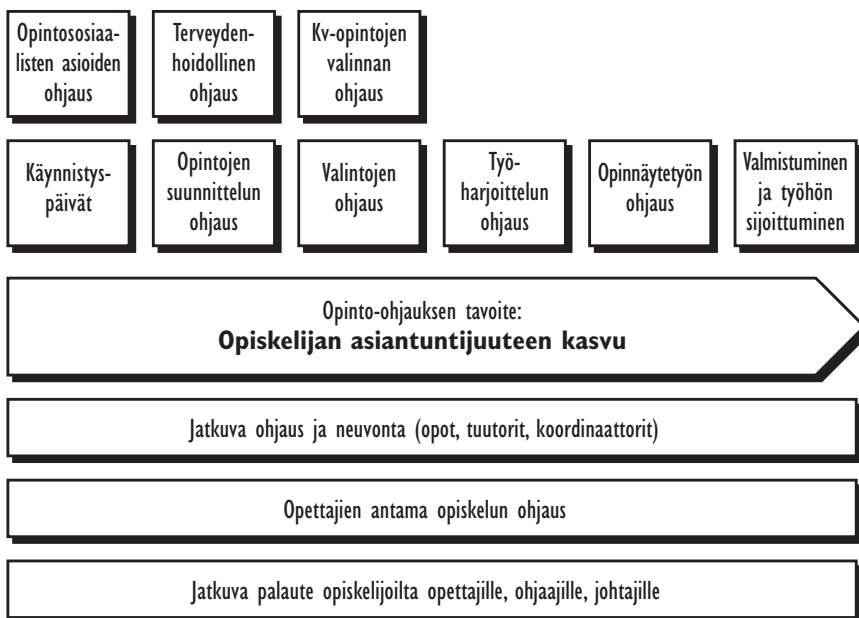 Opintososiaa-
listen asioiden
ohjaus
Terveyden-
hoidollinen
ohjaus
Kv-opintojen
valinnan
ohjaus
Käynnistys-
päivät
Opintojen
suunnittelun
ohjaus
Valintojen
ohjaus
Työ-
harjoittelun
ohjaus
Opinnäytetyön
ohjaus
Valmistuminen
ja työhön
sijoittuminen
Opinto-ohjauksen tavoite:
Opiskelijan asiantuntijuuteen kasvu
Jatkuva ohjaus ja neuvonta (opot, tuutorit, koordinaattorit)
Opettajien antama opiskelun ohjaus
Jatkuva palaute opiskelijoilta opettajille, ohjaajille, johtajille